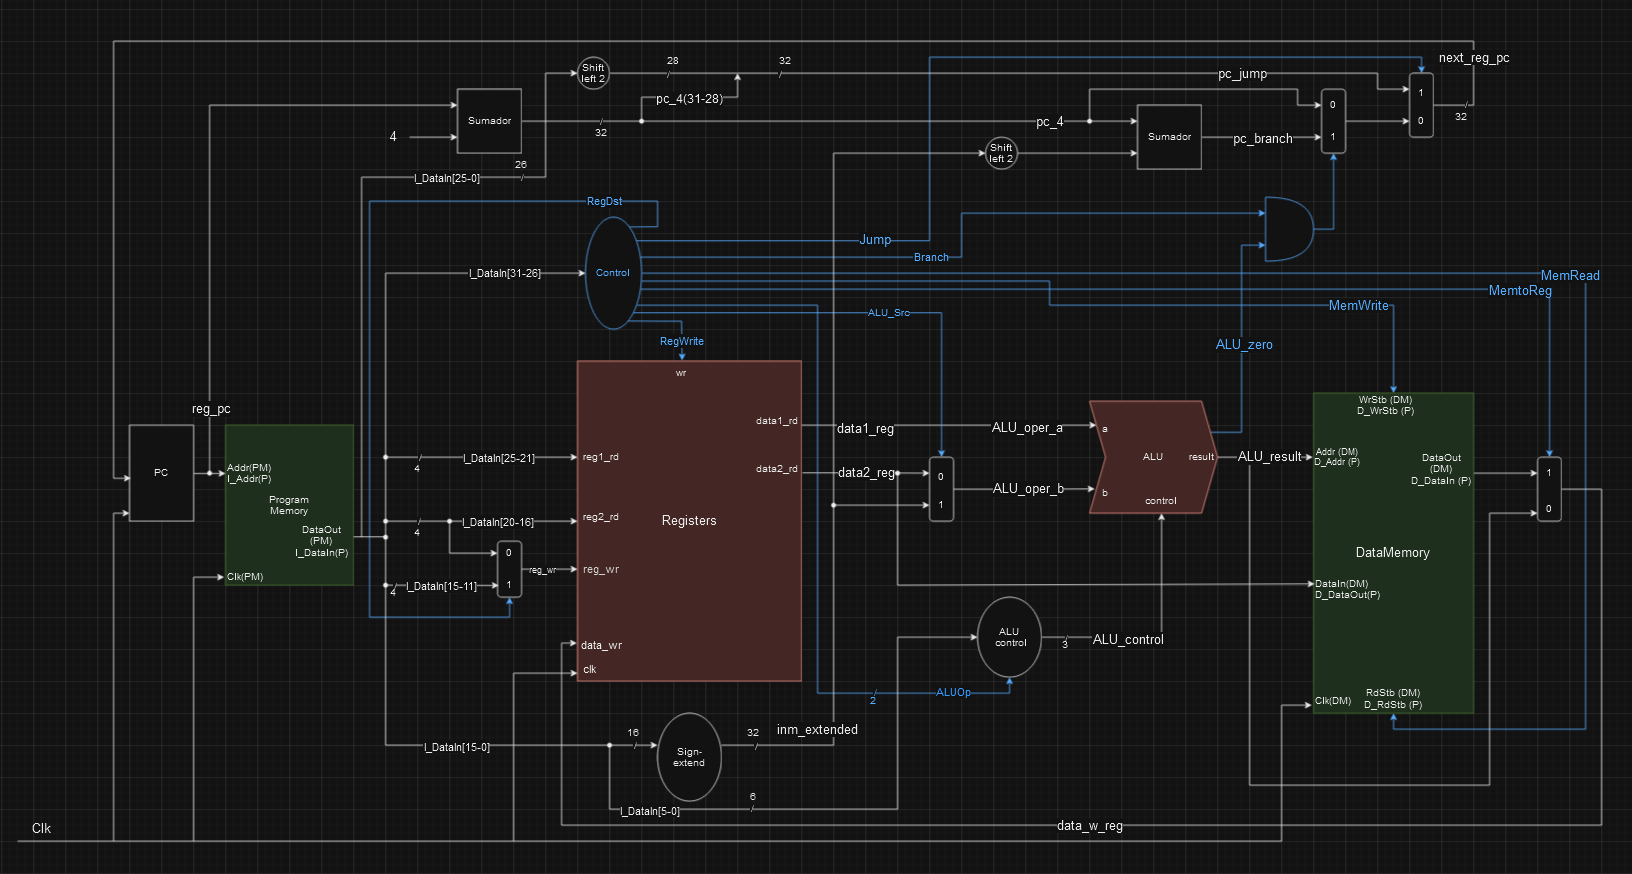 next_reg_pc
Shift
left 2
28
32
pc_jump
1
0
32
pc_4(31-28)
Sumador
4
32
pc_4
Sumador
pc_branch
0
1
Shift
left 2
26
I_DataIn[25-0]
RegDst
Jump
Branch
I_DataIn[31-26]
Control
MemRead
MemtoReg
MemWrite
ALU_Src
RegWrite
ALU_zero
wr
reg_pc
PC
Addr(PM)
I_Addr(P)
Program
Memory
DataOut
(PM)
I_DataIn(P)
Clk(PM)
4
I_DataIn[25-21]
4
I_DataIn[20-16]
4
I_DataIn[15-11]
0
1
reg_wr
data1_rd
data2_rd
reg1_rd
reg2_rd
Registers
reg_wr
data_wr
clk
data1_reg
data2_reg
ALU_oper_a
ALU_oper_b
0
1
a
b
ALU
result
control
ALU_result
WrStb (DM)
D_WrStb (P)
Addr (DM)
D_Addr (P)
DataOut
(DM)
D_DataIn (P)
DataMemory
DataIn(DM)
D_DataOut(P)
RdStb (DM)
D_RdStb (P)
Clk(DM)
1
0
ALU
control
3
ALU_control
2
ALUOp
I_DataIn[15-0]
16
Sign-
extend
32
inm_extended
I_DataIn[5-0]
6
data_w_reg
Clk